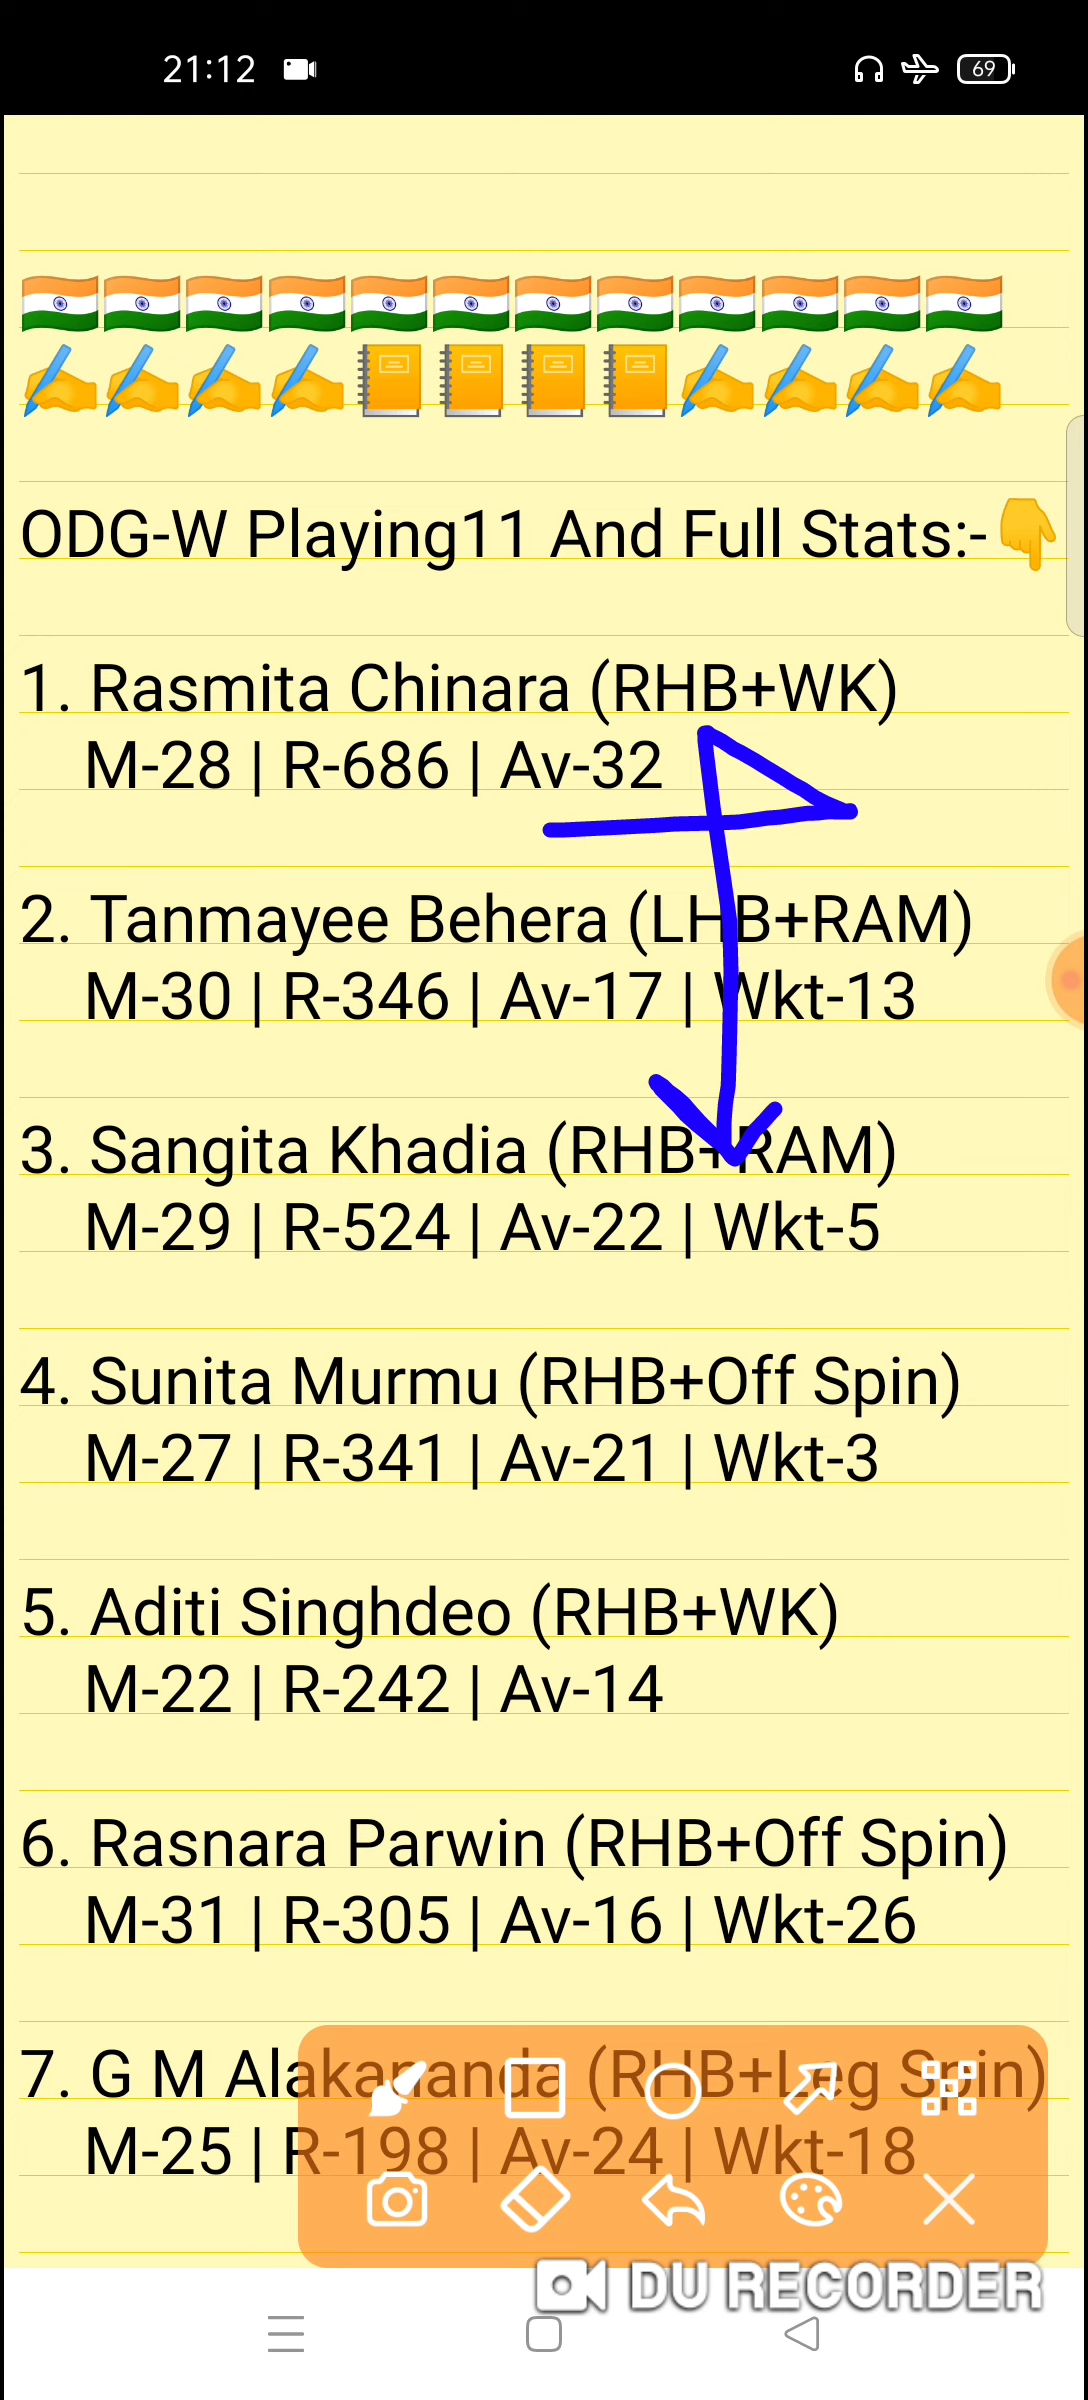 21:12
69
ODG-W Playing11 And Full Stats:-
1. Rasmita Chinara (RHB+WK)
M-28 | R-686 | Av-32
2. Tanmayee Behera (LHB+RAM)
M-30 | R-346 | Av-17 | Wkt-13
3. Sangita Khadia (RHB+RAM)
M-29 | R-524 | Av-22 | Wkt-5
4. Sunita Murmu (RHB+Off Spin)
M-27 | R-341 | Av-21 | Wkt-3
5. Aditi Singhdeo (RHB+WK)
M-22 | R-242 | Av-14
6. Rasnara Parwin (RHB+Off Spin)
M-31 | R-305 | Av-16 | Wkt-26
7. G M Alakananda (RHB+Leg Spin)
M-25 | R-198 | Av-24 | Wkt-18
DU RECORDER